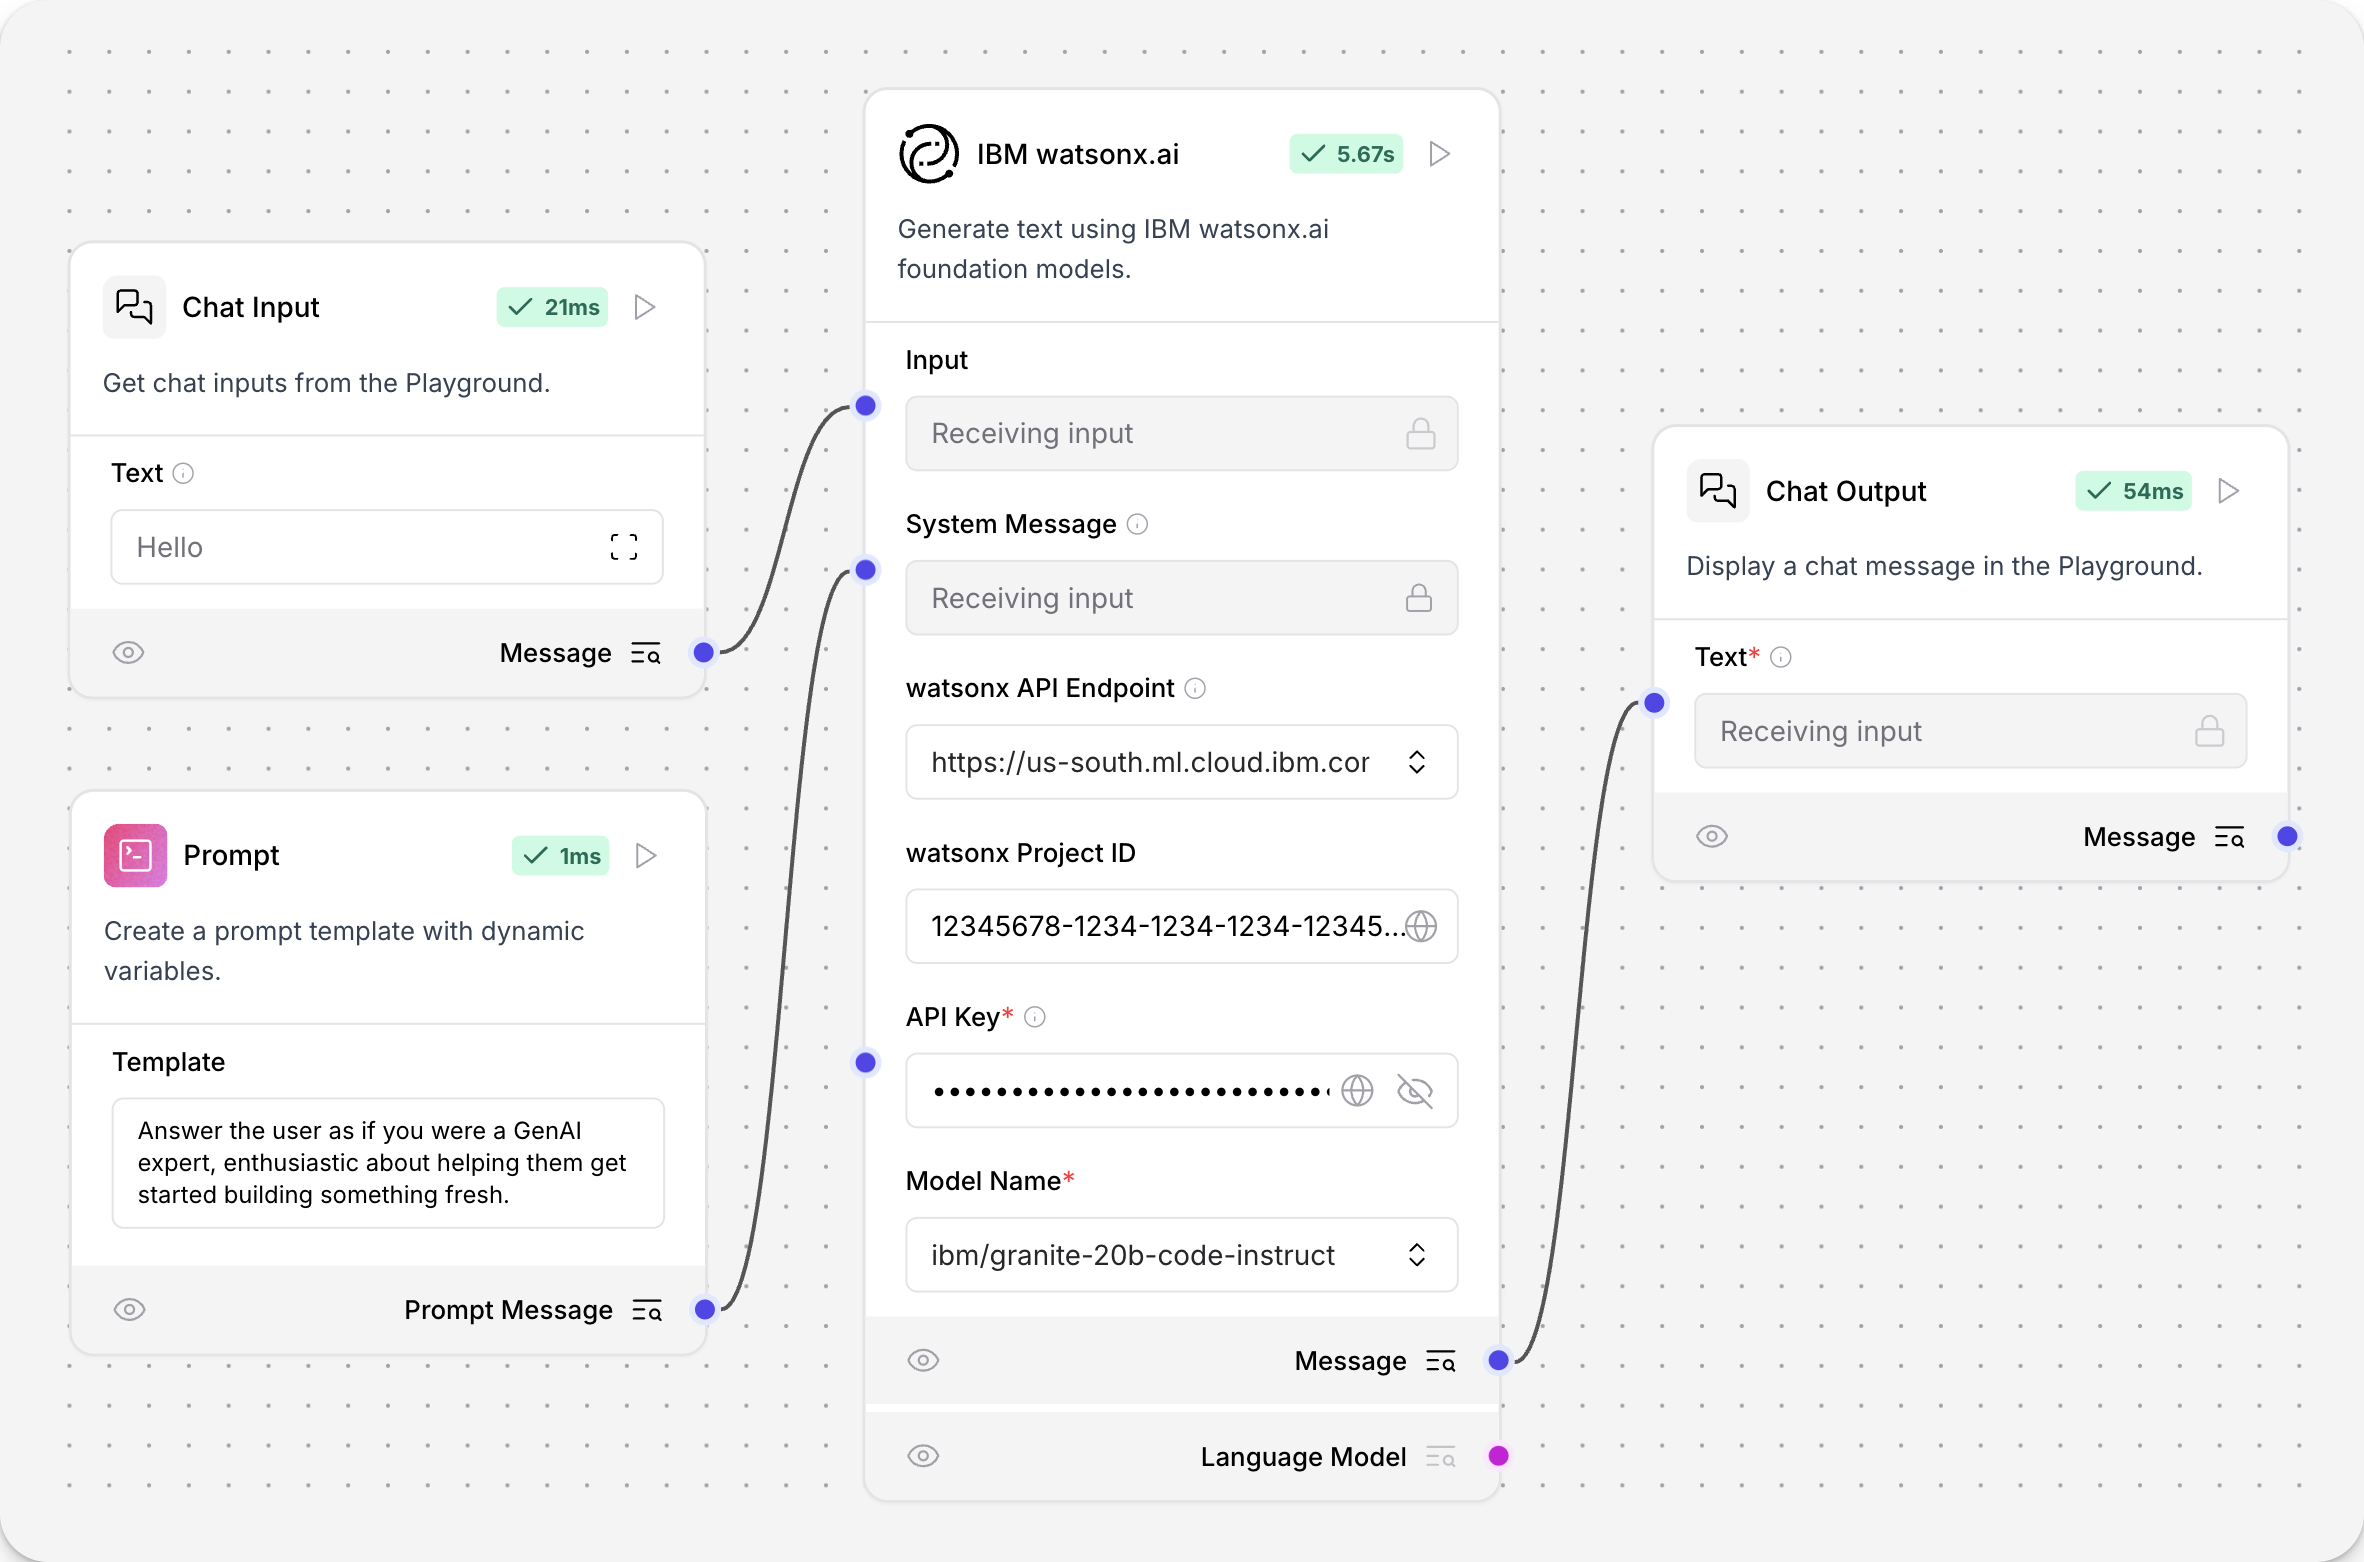 Chat Input
21ms
Get chat inputs from the Playground.
Text
Hello
Message
Prompt
1ms
Create a prompt template with dynamic
variables.
Template
Answer the user as if you were a GenAI
expert, enthusiastic about helping them get
started building something fresh.
Prompt Message
IBM watsonx.ai
5.67s
Generate text using IBM watsonx.ai
foundation models.
Input
Receiving input
System Message
Receiving input
watsonx API Endpoint
https://us-south.ml.cloud.ibm.cor
watsonx Project ID
12345678-1234-1234-1234-12345...
API Key*
••••••••••••••••••••••••••
Model Name*
ibm/granite-20b-code-instruct
Message
Language Model
Chat Output
54ms
Display a chat message in the Playground.
Text*
Receiving input
Message